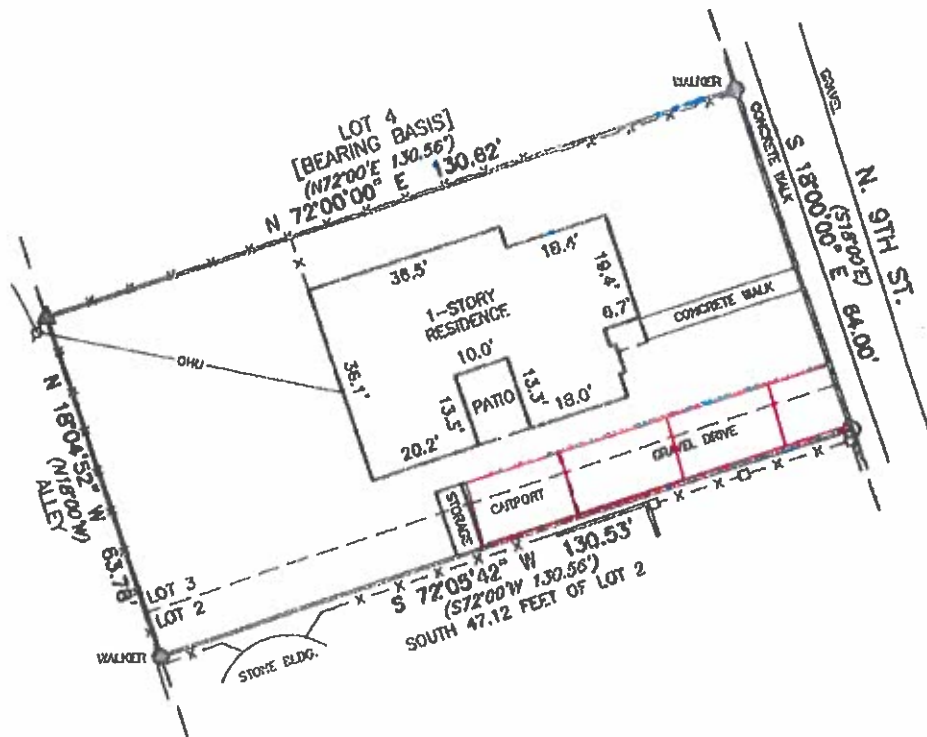 LOT 4
[BEARING BASIS]
(N72°00'E 130.56')
N 72°00'00" E 130.62'
WALKER
CONCRETE WALK
S 18°00'00" E 64.00'
(S18°00'E)
N. 9TH ST.
36.5'
18.4'
19.4'
6.7'
1-STORY
RESIDENCE
CONCRETE WALK
OHU
36.1'
10.0'
13.5'
PATIO
13.3'
18.0'
20.2'
N 18°04'52" W 63.78'
(N18°00'W)
ALLEY
STORAGE
CARPORT
GRAVEL DRIVE
LOT 3
LOT 2
S 72°05'42" W 130.53'
(S72°00'W 130.56')
SOUTH 47.12 FEET OF LOT 2
WALKER
STONE BLDG.